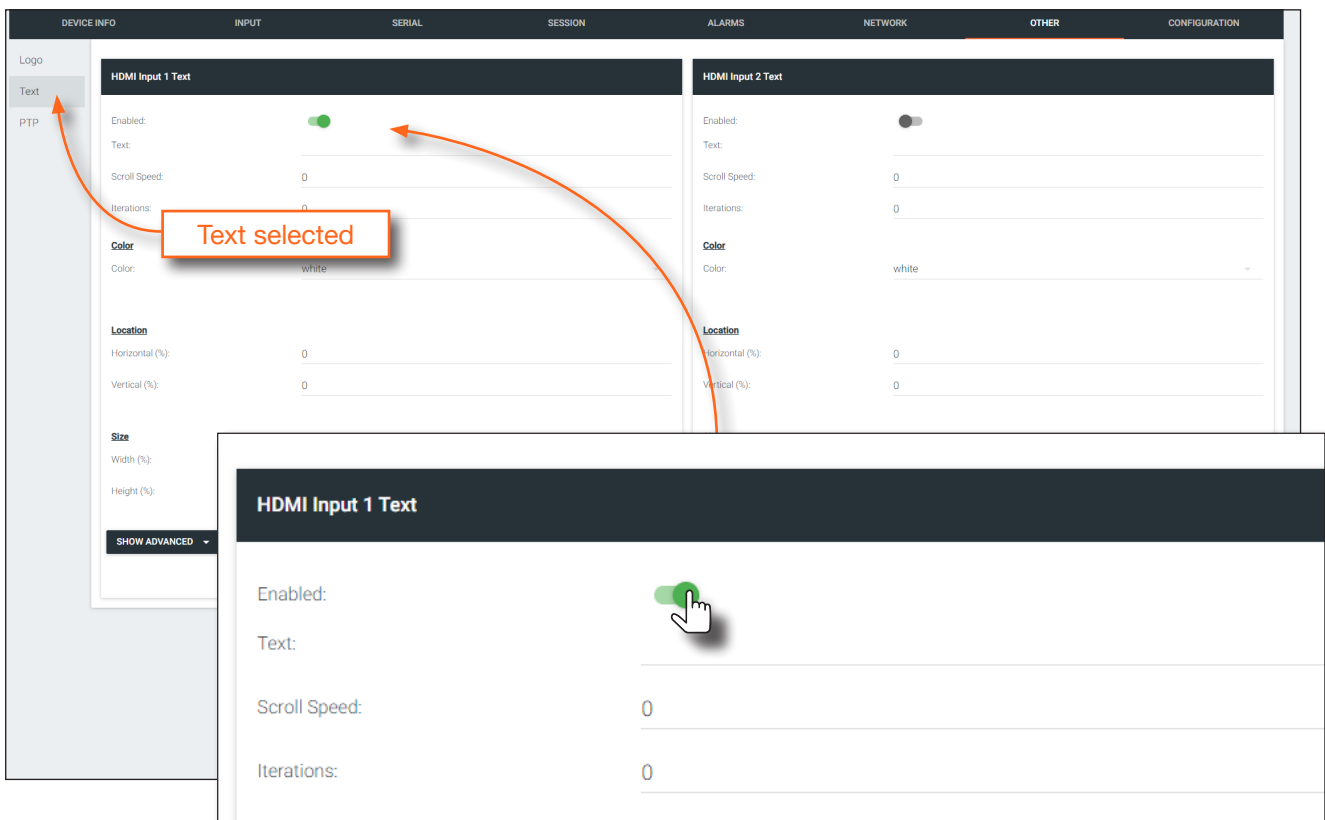 DEVICE INFO INPUT SERIAL SESSION ALARMS NETWORK OTHER CONFIGURATION
Logo
Text
PTP
HDMI Input 1 Text
Enabled:
Text:
Scroll Speed: 0
Iterations: 0
Color
Color: white
Location
Horizontal (%): 0
Vertical (%): 0
Size
Width (%):
Height (%):
SHOW ADVANCED
HDMI Input 2 Text
Enabled:
Text:
Scroll Speed: 0
Iterations: 0
Color
Color: white
Location
Horizontal (%): 0
Vertical (%): 0
Text selected
HDMI Input 1 Text
Enabled:
Text:
Scroll Speed: 0
Iterations: 0